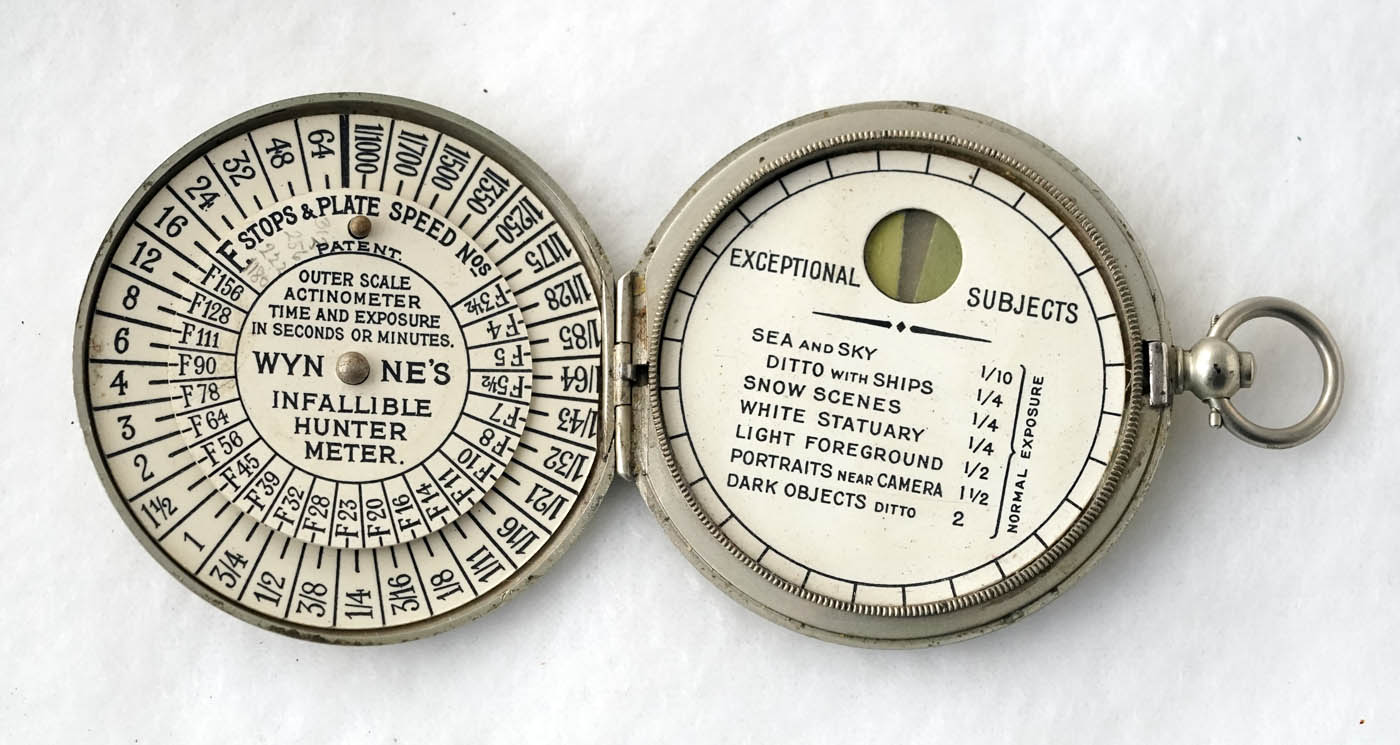 64
1/1000
1/700
1/500
1/350
1/250
1/175
1/128
1/85
1/64
1/43
1/32
1/21
1/16
1/11
1/8
3/16
1/4
3/8
1/2
3/4
1
1½
2
3
4
6
8
12
16
24
32
48
F STOPS & PLATE SPEED Nos
PATENT.
F3½
F4
F5
F5½
F7
F8
F10
F11
F14
F16
F20
F23
F28
F32
F39
F45
F56
F64
F78
F90
F111
F128
F156
OUTER SCALE
ACTINOMETER
TIME AND EXPOSURE
IN SECONDS OR MINUTES.
WYNNE'S
INFALLIBLE
HUNTER
METER.
EXCEPTIONAL SUBJECTS
SEA AND SKY 1/10
DITTO WITH SHIPS 1/4
SNOW SCENES 1/4
WHITE STATUARY 1/4
LIGHT FOREGROUND 1/2
PORTRAITS NEAR CAMERA 1½
DARK OBJECTS DITTO 2
NORMAL EXPOSURE